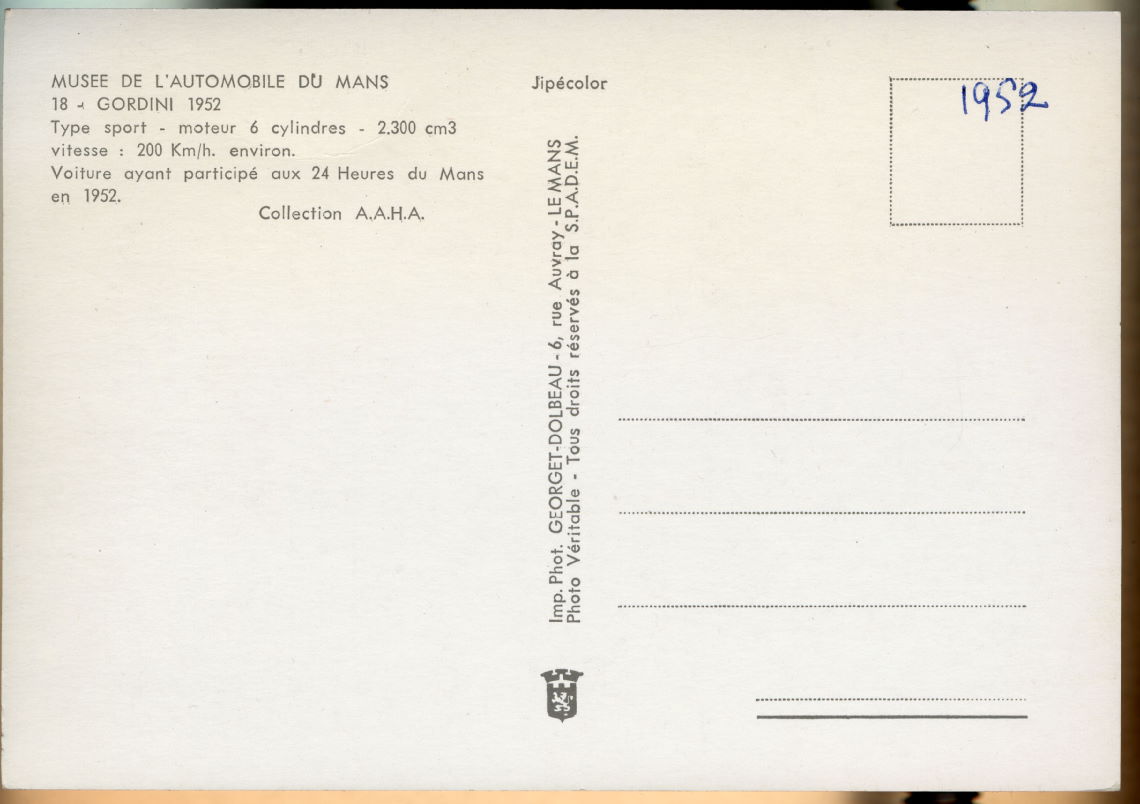 MUSEE DE L'AUTOMOBILE DU MANS
18 - GORDINI 1952
Type sport - moteur 6 cylindres - 2.300 cm3
vitesse : 200 Km/h. environ.
Voiture ayant participé aux 24 Heures du Mans
en 1952.
Collection A.A.H.A.
Jipécolor
Imp. Phot. GEORGET-DOLBEAU - 6, rue Auvray - LE MANS
Photo Véritable - Tous droits réservés à la S.P.A.D.E.M.
1952